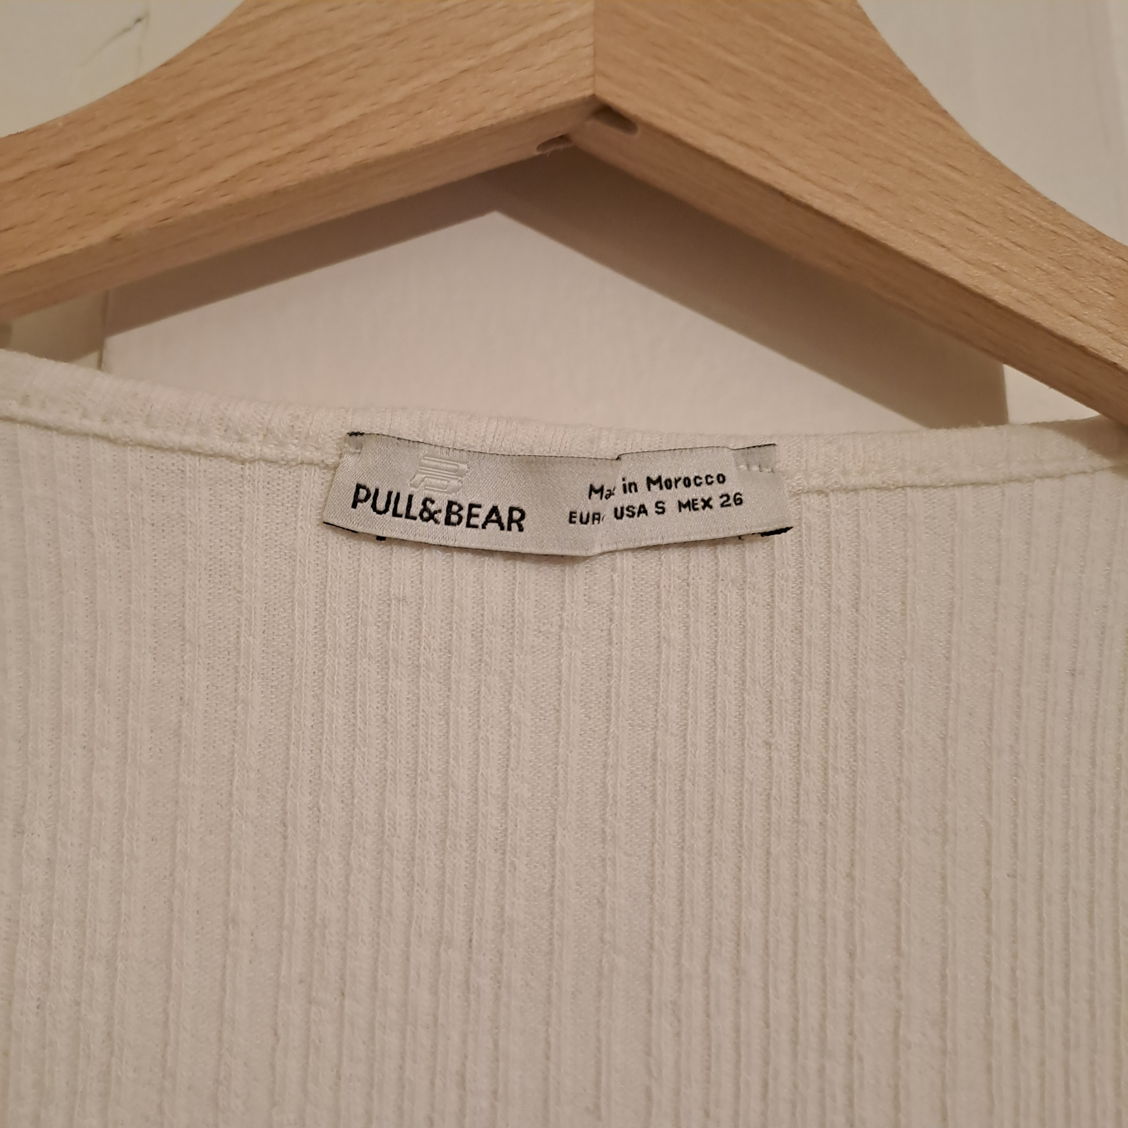 PULL&BEAR
in Morocco
USA S MEX 26